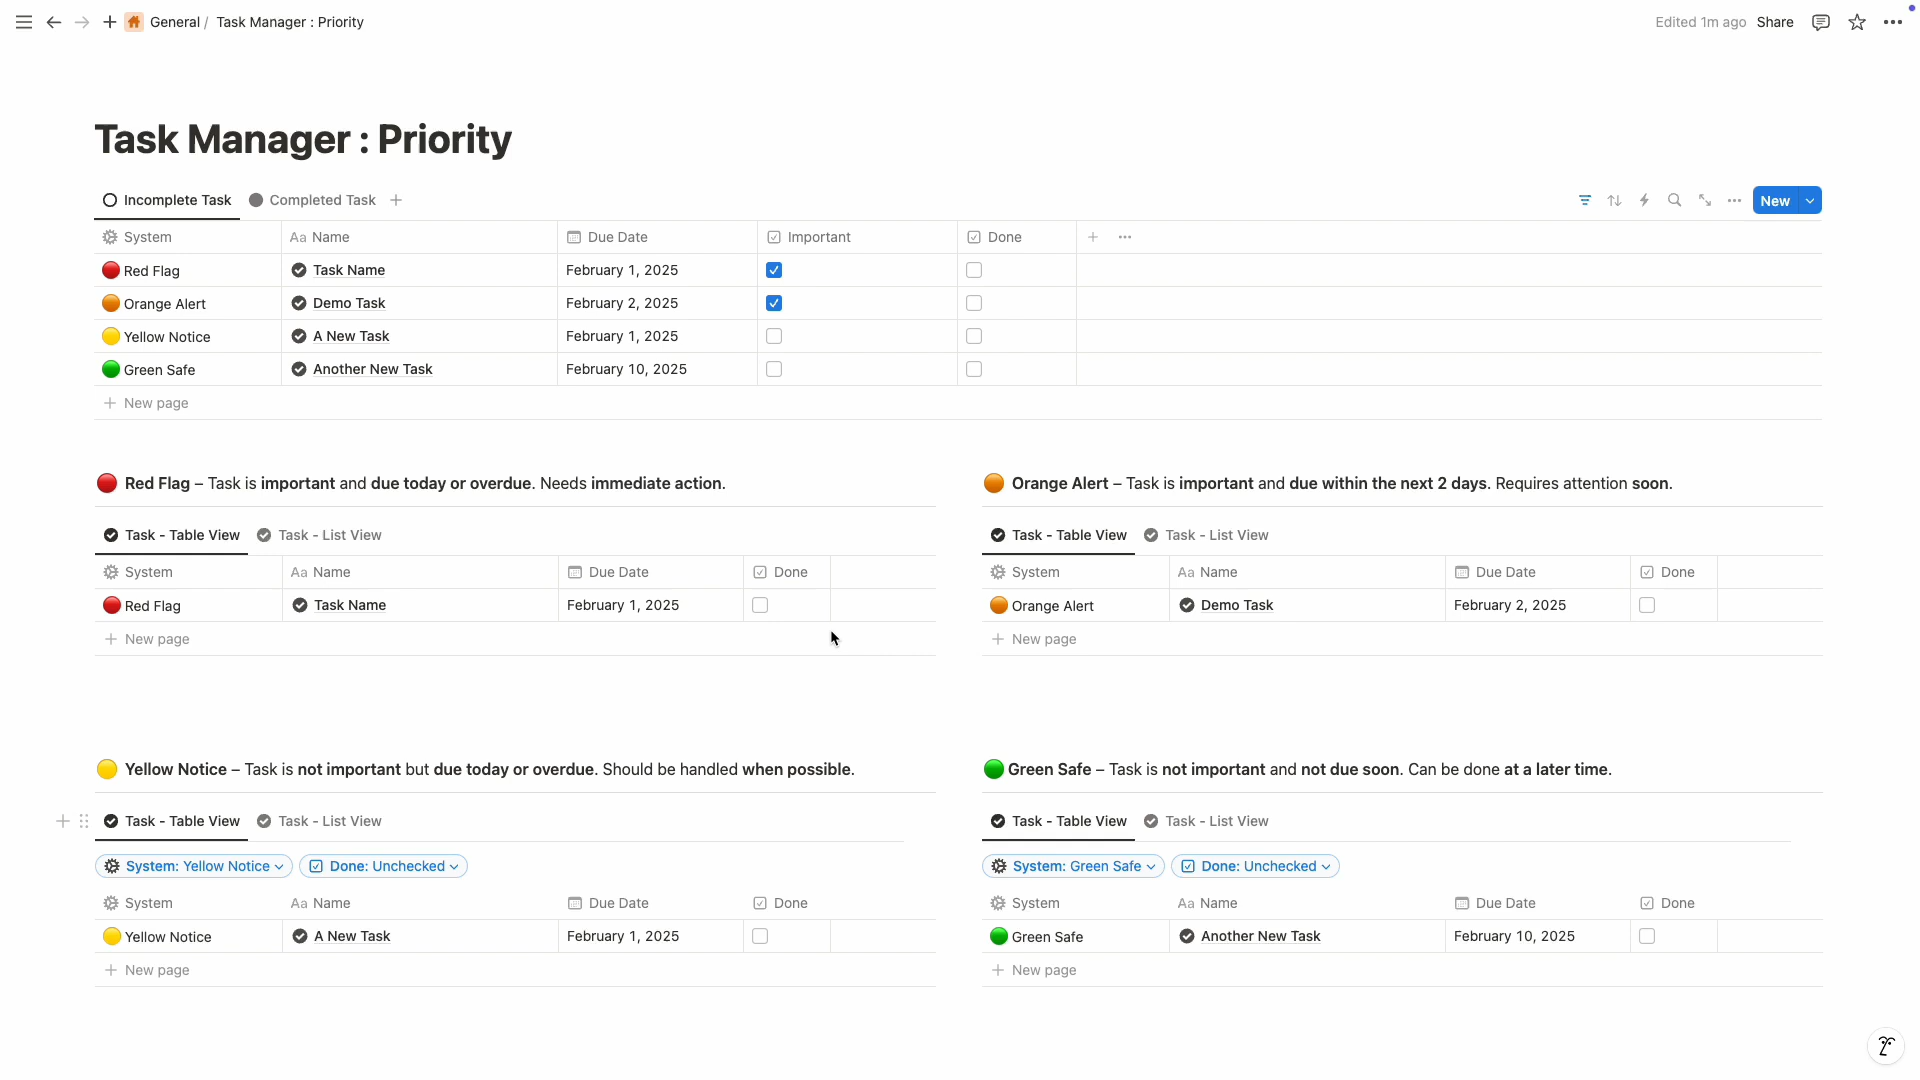 General / Task Manager : Priority
Edited 1m ago Share
Task Manager : Priority
Incomplete Task Completed Task
New
System Aa Name Due Date Important Done
Red Flag Task Name February 1, 2025
Orange Alert Demo Task February 2, 2025
Yellow Notice A New Task February 1, 2025
Green Safe Another New Task February 10, 2025
New page
Red Flag – Task is important and due today or overdue. Needs immediate action.
Task - Table View Task - List View
System Aa Name Due Date Done
Red Flag Task Name February 1, 2025
New page
Orange Alert – Task is important and due within the next 2 days. Requires attention soon.
Task - Table View Task - List View
System Aa Name Due Date Done
Orange Alert Demo Task February 2, 2025
New page
Yellow Notice – Task is not important but due today or overdue. Should be handled when possible.
Task - Table View Task - List View
System: Yellow Notice Done: Unchecked
System Aa Name Due Date Done
Yellow Notice A New Task February 1, 2025
New page
Green Safe – Task is not important and not due soon. Can be done at a later time.
Task - Table View Task - List View
System: Green Safe Done: Unchecked
System Aa Name Due Date Done
Green Safe Another New Task February 10, 2025
New page